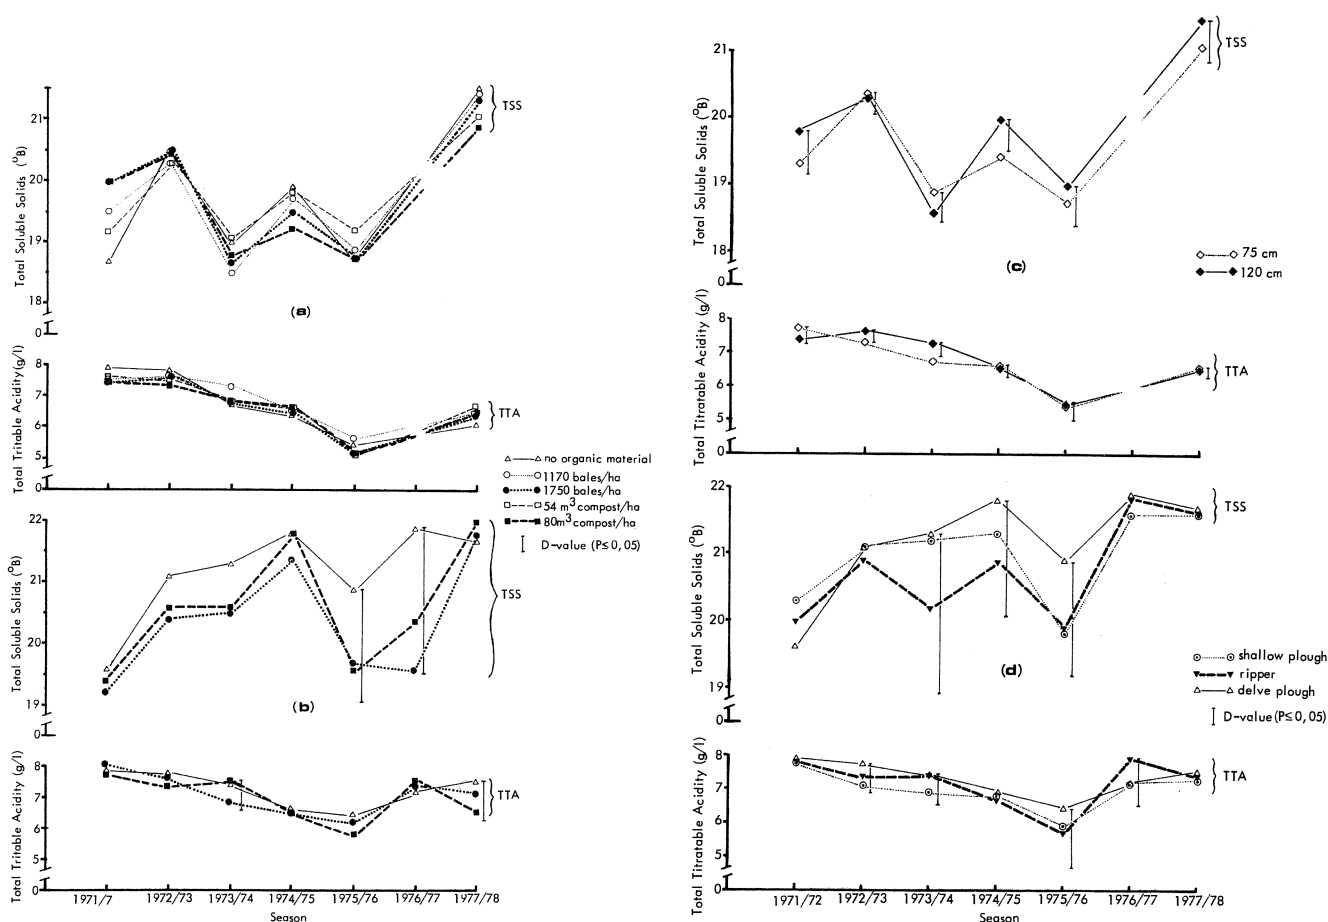 21
20
19
18
0
Total Soluble Solids (°B)
TSS
(a)
8
7
6
5
0
Total Tritable Acidity (g/l)
TTA
no organic material
1170 bales/ha
1750 bales/ha
54 m3 compost/ha
80m3 compost/ha
D-value (P≤0,05)
22
21
20
19
0
Total Soluble Solids (°B)
TSS
(b)
8
7
6
5
0
Total Tritable Acidity (g/l)
TTA
1971/7 1972/73 1973/74 1974/75 1975/76 1976/77 1977/78
Season
21
20
19
18
0
Total Soluble Solids (°B)
TSS
(c)
75 cm
120 cm
8
7
6
5
0
Total Titratable Acidity (g/l)
TTA
22
21
20
19
Total Soluble Solids (°B)
TSS
(d)
shallow plough
ripper
delve plough
D-value (P≤0,05)
8
7
6
5
0
Total Titratable Acidity (g/l)
TTA
1971/72 1972/73 1973/74 1974/75 1975/76 1976/77 1977/78
Season